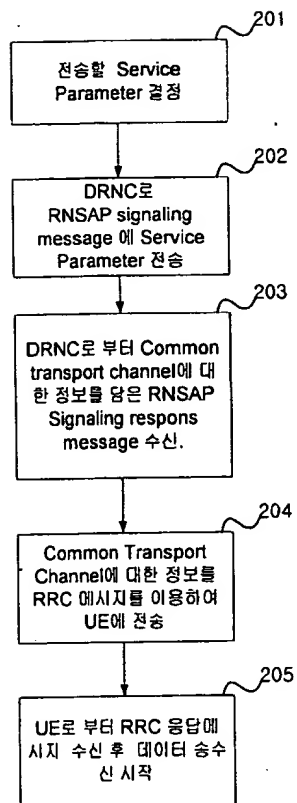 201
전송할 Service
Parameter 결정
202
DRNC로
RNSAP signaling
message 에 Service
Parameter 전송
203
DRNC로 부터 Common
transport channel에 대
한 정보를 담은 RNSAP
Signaling respons
message 수신.
204
Common Transport
Channel에 대한 정보를
RRC 메시지를 이용하여
UE에 전송
205
UE로 부터 RRC 응답메
시지 수신 후 데이터 송수
신 시작